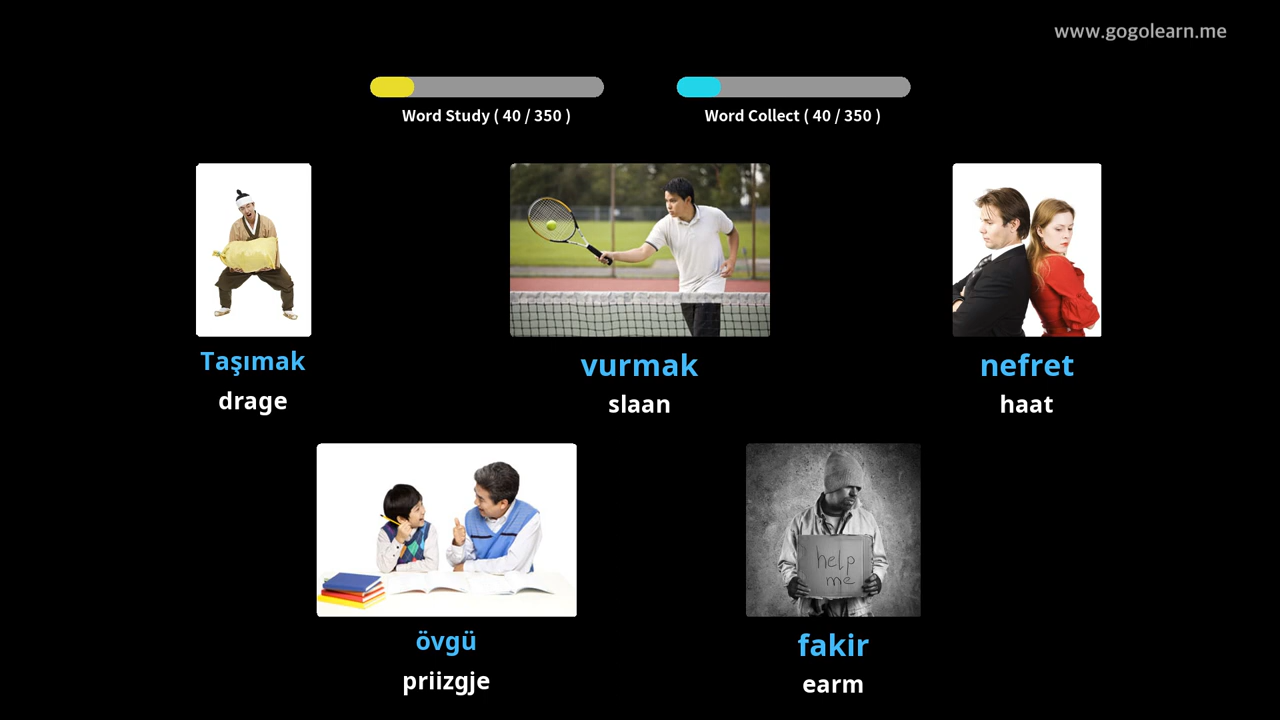 www.gogolearn.me
Word Study ( 40 / 350 )
Word Collect ( 40 / 350 )
Taşımak
drage
vurmak
slaan
nefret
haat
help
me
övgü
priizgje
fakir
earm